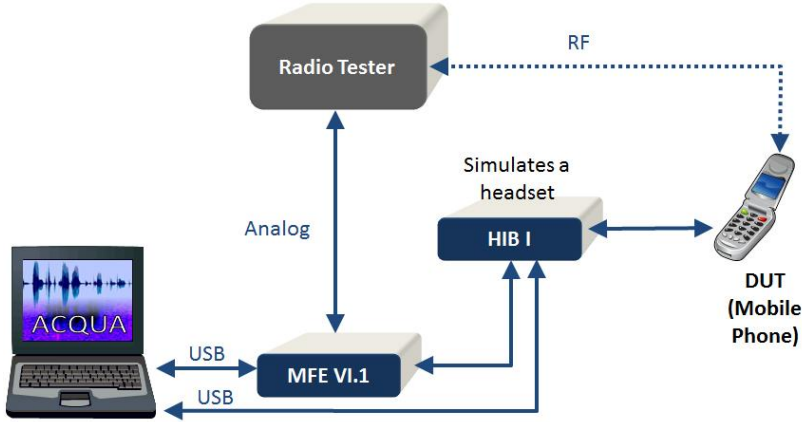 Radio Tester
RF
Simulates a
headset
Analog
HIB I
DUT
(Mobile
Phone)
ACQUA
USB
MFE VI.1
USB